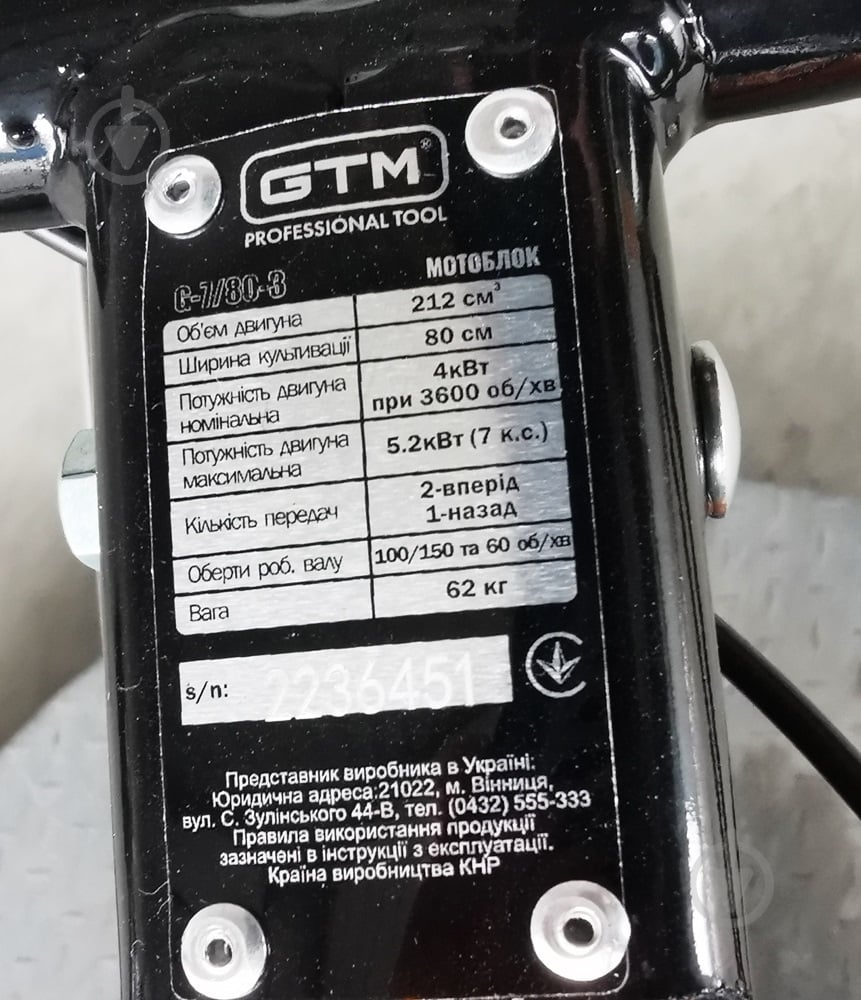 GTM®
PROFESSIONAL TOOL
G-7/80-3 МОТОБЛОК
Об'єм двигуна 212 см³
Ширина культивації 80 см
Потужність двигуна номінальна 4кВт при 3600 об/хв
Потужність двигуна максимальна 5.2кВт (7 к.с.)
Кількість передач 2-вперід 1-назад
Оберти роб. валу 100/150 та 60 об/хв
Вага 62 кг
s/n: 2236451
Представник виробника в Україні:
Юридична адреса:21022, м. Вінниця,
вул. С. Зулінського 44-В, тел. (0432) 555-333
Правила використання продукції
зазначені в інструкції з експлуатації.
Країна виробництва КНР